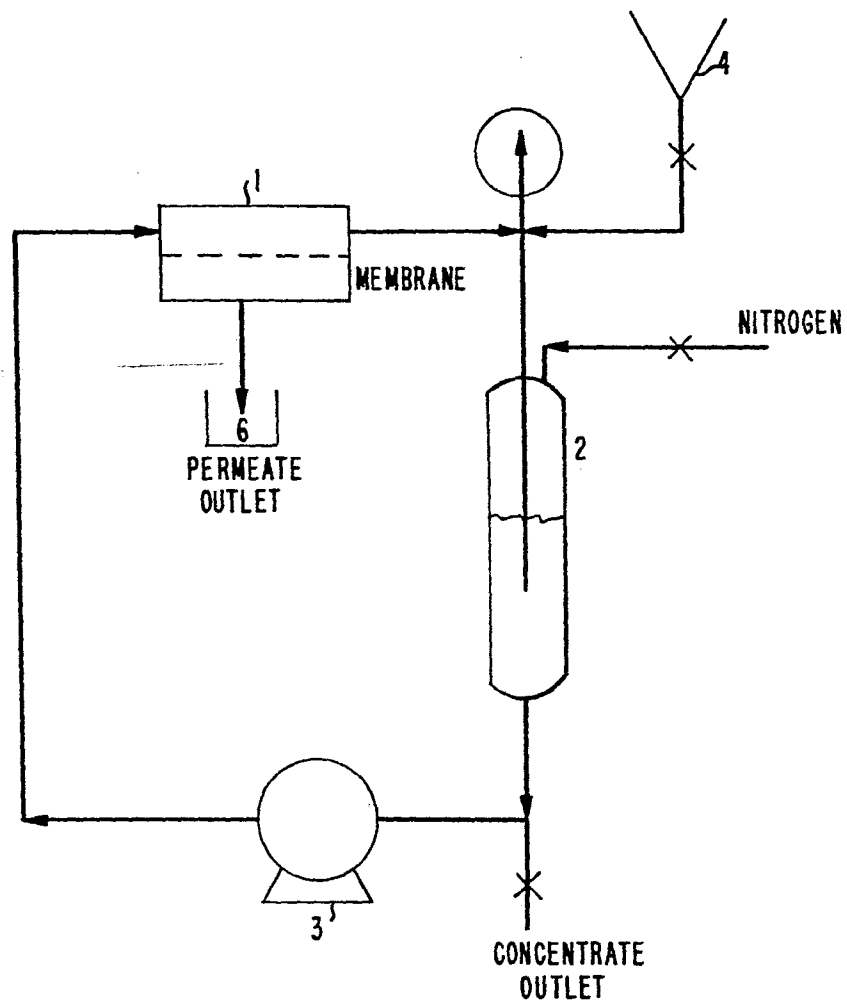 4
1
MEMBRANE
NITROGEN
2
6
PERMEATE
OUTLET
3
CONCENTRATE
OUTLET